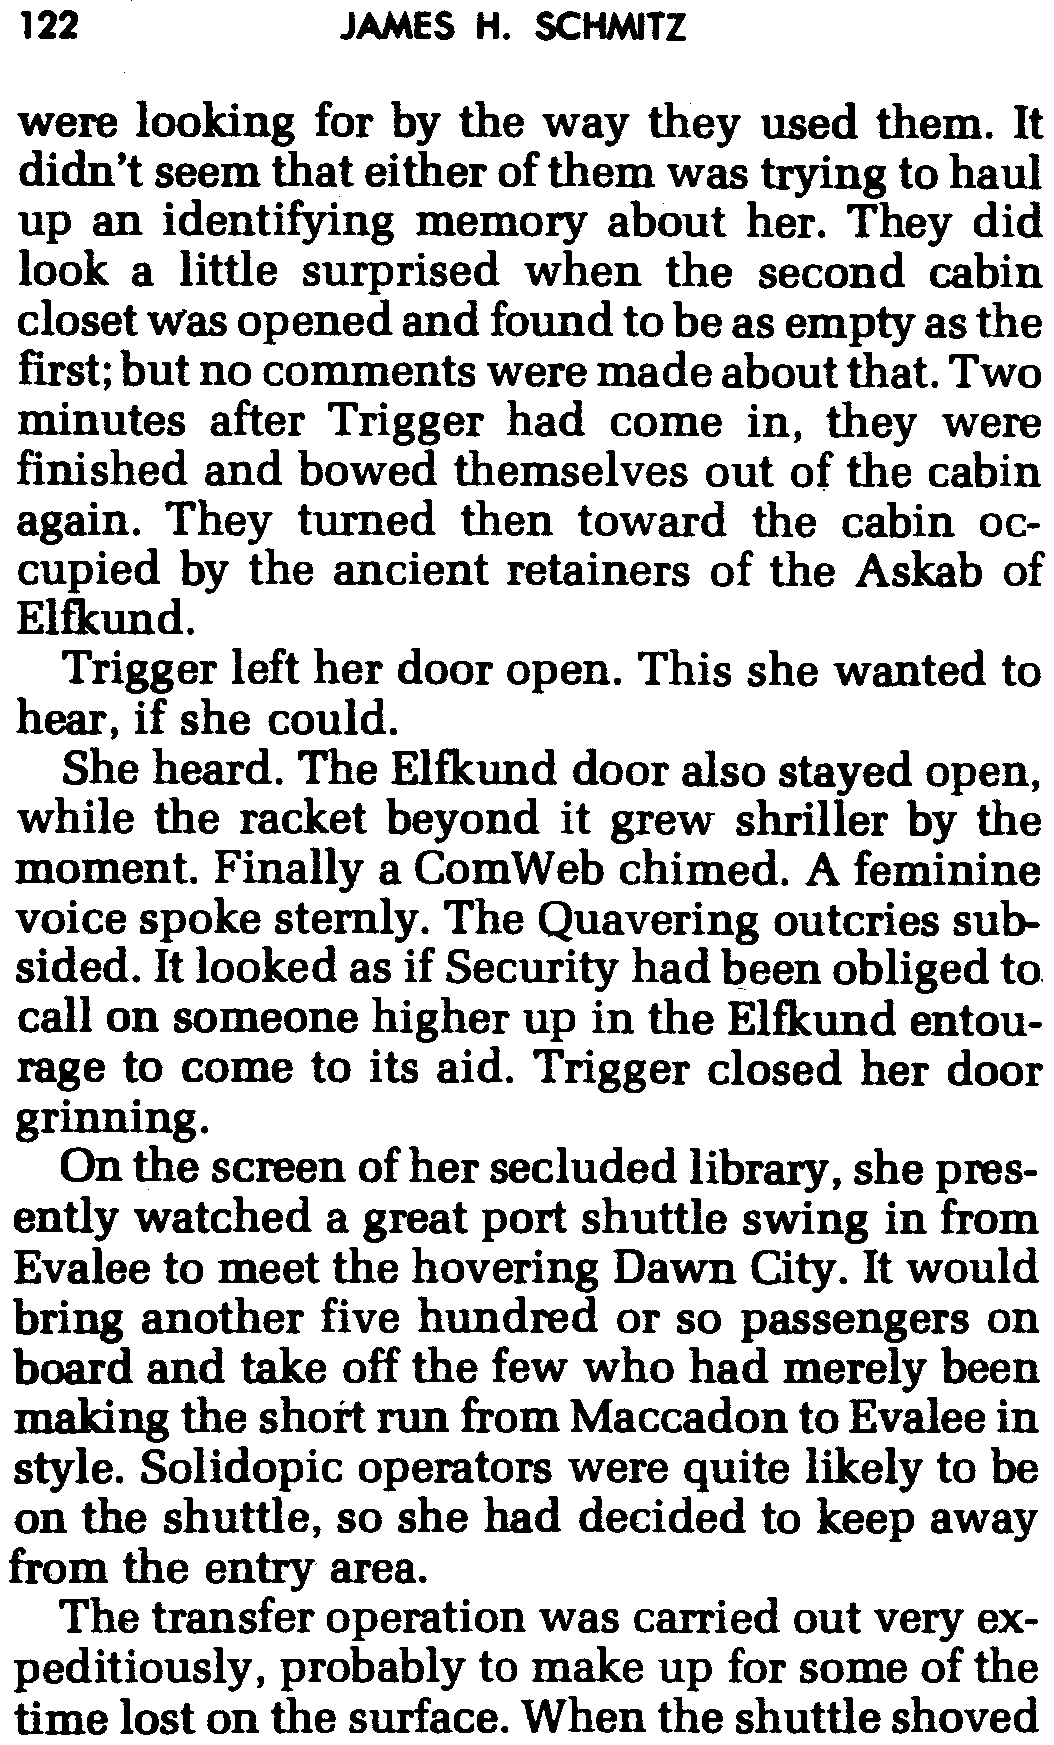 122 JAMES H. SCHMITZ
were looking for by the way they used them. It
didn't seem that either of them was trying to haul
up an identifying memory about her. They did
look a little surprised when the second cabin
closet was opened and found to be as empty as the
first; but no comments were made about that. Two
minutes after Trigger had come in, they were
finished and bowed themselves out of the cabin
again. They turned then toward the cabin oc-
cupied by the ancient retainers of the Askab of
Elfkund.
Trigger left her door open. This she wanted to
hear, if she could.
She heard. The Elfkund door also stayed open,
while the racket beyond it grew shriller by the
moment. Finally a ComWeb chimed. A feminine
voice spoke sternly. The Quavering outcries sub-
sided. It looked as if Security had been obliged to
call on someone higher up in the Elfkund entou-
rage to come to its aid. Trigger closed her door
grinning.
On the screen of her secluded library, she pres-
ently watched a great port shuttle swing in from
Evalee to meet the hovering Dawn City. It would
bring another five hundred or so passengers on
board and take off the few who had merely been
making the short run from Maccadon to Evalee in
style. Solidopic operators were quite likely to be
on the shuttle, so she had decided to keep away
from the entry area.
The transfer operation was carried out very ex-
peditiously, probably to make up for some of the
time lost on the surface. When the shuttle shoved